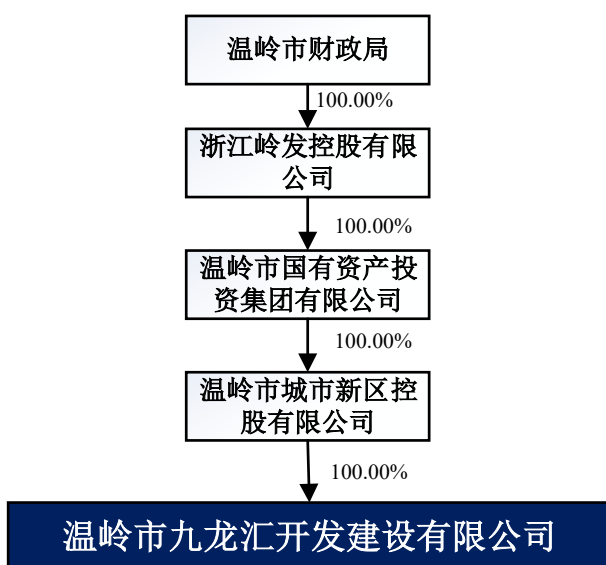 温岭市财政局
100.00%
浙江岭发控股有限
公司
100.00%
温岭市国有资产投
资集团有限公司
100.00%
温岭市城市新区控
股有限公司
100.00%
温岭市九龙汇开发建设有限公司